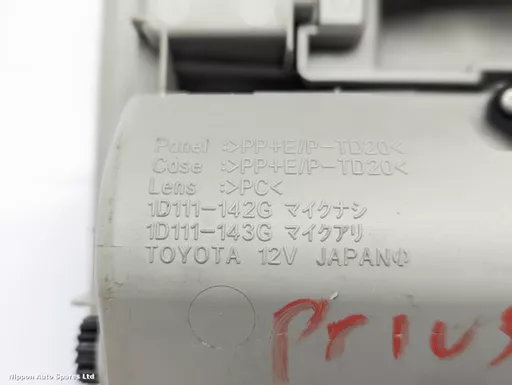 Panel :>PP+E/P-TD20<
Case :>PP+E/P-TD20<
Lens :>PC<
1D111-142G マイクナシ
1D111-143G マイクアリ
TOYOTA 12V JAPAN
Prius
Nippon Auto Spares Ltd